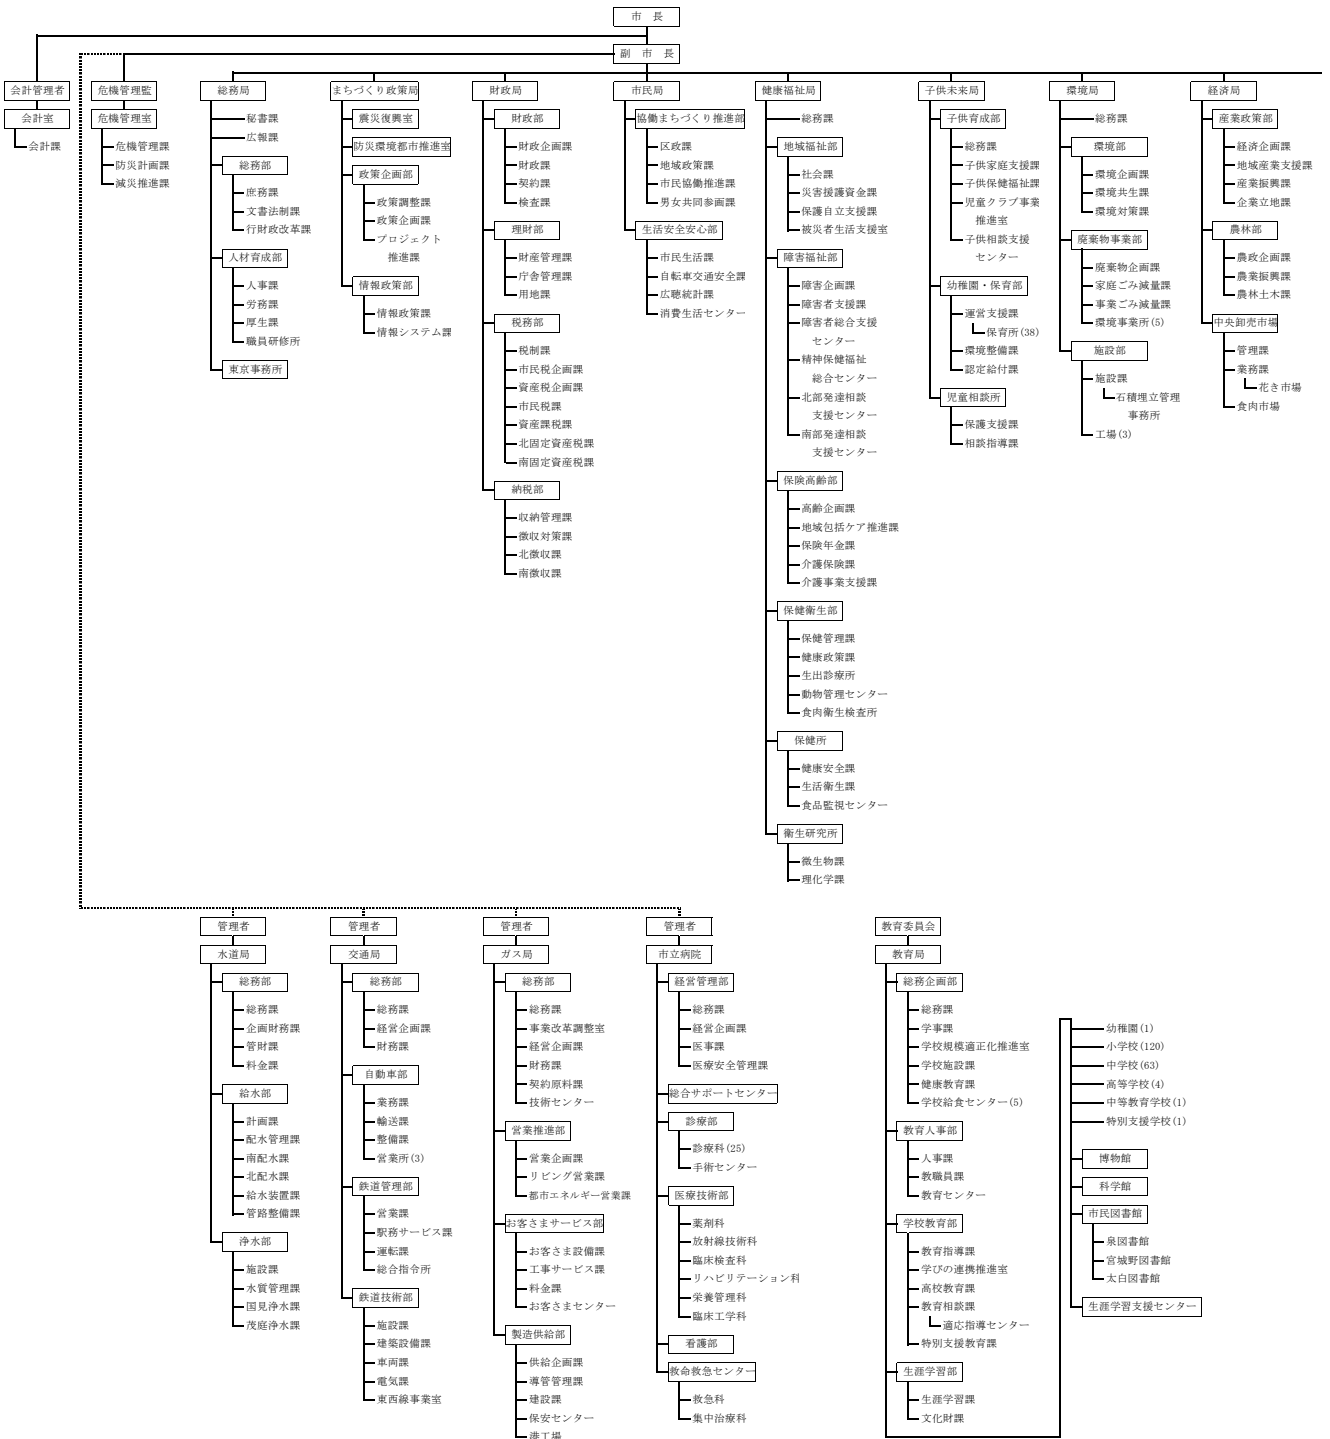 市　長
副　市　長
会計管理者
会計室
会計課
危機管理監
危機管理室
危機管理課
防災計画課
減災推進課
総務局
秘書課
広報課
総務部
庶務課
文書法制課
行財政改革課
人材育成部
人事課
労務課
厚生課
職員研修所
東京事務所
まちづくり政策局
震災復興室
防災環境都市推進室
政策企画部
政策調整課
政策企画課
プロジェクト
推進課
情報政策部
情報政策課
情報システム課
財政局
財政部
財政企画課
財政課
契約課
検査課
理財部
財産管理課
庁舎管理課
用地課
税務部
税制課
市民税企画課
資産税企画課
市民税課
資産課税課
北固定資産税課
南固定資産税課
納税部
収納管理課
徴収対策課
北徴収課
南徴収課
市民局
協働まちづくり推進部
区政課
地域政策課
市民協働推進課
男女共同参画課
生活安全安心部
市民生活課
自転車交通安全課
広聴統計課
消費生活センター
健康福祉局
総務課
地域福祉部
社会課
災害援護資金課
保護自立支援課
被災者生活支援室
障害福祉部
障害企画課
障害者支援課
障害者総合支援
センター
精神保健福祉
総合センター
北部発達相談
支援センター
南部発達相談
支援センター
保険高齢部
高齢企画課
地域包括ケア推進課
保険年金課
介護保険課
介護事業支援課
保健衛生部
保健管理課
健康政策課
生出診療所
動物管理センター
食肉衛生検査所
保健所
健康安全課
生活衛生課
食品監視センター
衛生研究所
微生物課
理化学課
子供未来局
子供育成部
総務課
子供家庭支援課
子供保健福祉課
児童クラブ事業
推進室
子供相談支援
センター
幼稚園・保育部
運営支援課
保育所(38)
環境整備課
認定給付課
児童相談所
保護支援課
相談指導課
環境局
総務課
環境部
環境企画課
環境共生課
環境対策課
廃棄物事業部
廃棄物企画課
家庭ごみ減量課
事業ごみ減量課
環境事業所(5)
施設部
施設課
石積埋立管理
事務所
工場(3)
経済局
産業政策部
経済企画課
地域産業支援課
産業振興課
企業立地課
農林部
農政企画課
農業振興課
農林土木課
中央卸売市場
管理課
業務課
花き市場
食肉市場
管理者
水道局
総務部
総務課
企画財務課
管財課
料金課
給水部
計画課
配水管理課
南配水課
北配水課
給水装置課
管路整備課
浄水部
施設課
水質管理課
国見浄水課
茂庭浄水課
管理者
交通局
総務部
総務課
経営企画課
財務課
自動車部
業務課
輸送課
整備課
営業所(3)
鉄道管理部
営業課
駅務サービス課
運転課
総合指令所
鉄道技術部
施設課
建築設備課
車両課
電気課
東西線事業室
管理者
ガス局
総務部
総務課
事業改革調整室
経営企画課
財務課
契約原料課
技術センター
営業推進部
営業企画課
リビング営業課
都市エネルギー営業課
お客さまサービス部
お客さま設備課
工事サービス課
料金課
お客さまセンター
製造供給部
供給企画課
導管管理課
建設課
保安センター
港工場
管理者
市立病院
経営管理部
総務課
経営企画課
医事課
医療安全管理課
総合サポートセンター
診療部
診療科(25)
手術センター
医療技術部
薬剤科
放射線技術科
臨床検査科
リハビリテーション科
栄養管理科
臨床工学科
看護部
救命救急センター
救急科
集中治療科
教育委員会
教育局
総務企画部
総務課
学事課
学校規模適正化推進室
学校施設課
健康教育課
学校給食センター(5)
教育人事部
人事課
教職員課
教育センター
学校教育部
教育指導課
学びの連携推進室
高校教育課
教育相談課
適応指導センター
特別支援教育課
生涯学習部
生涯学習課
文化財課
幼稚園(1)
小学校(120)
中学校(63)
高等学校(4)
中等教育学校(1)
特別支援学校(1)
博物館
科学館
市民図書館
泉図書館
宮城野図書館
太白図書館
生涯学習支援センター